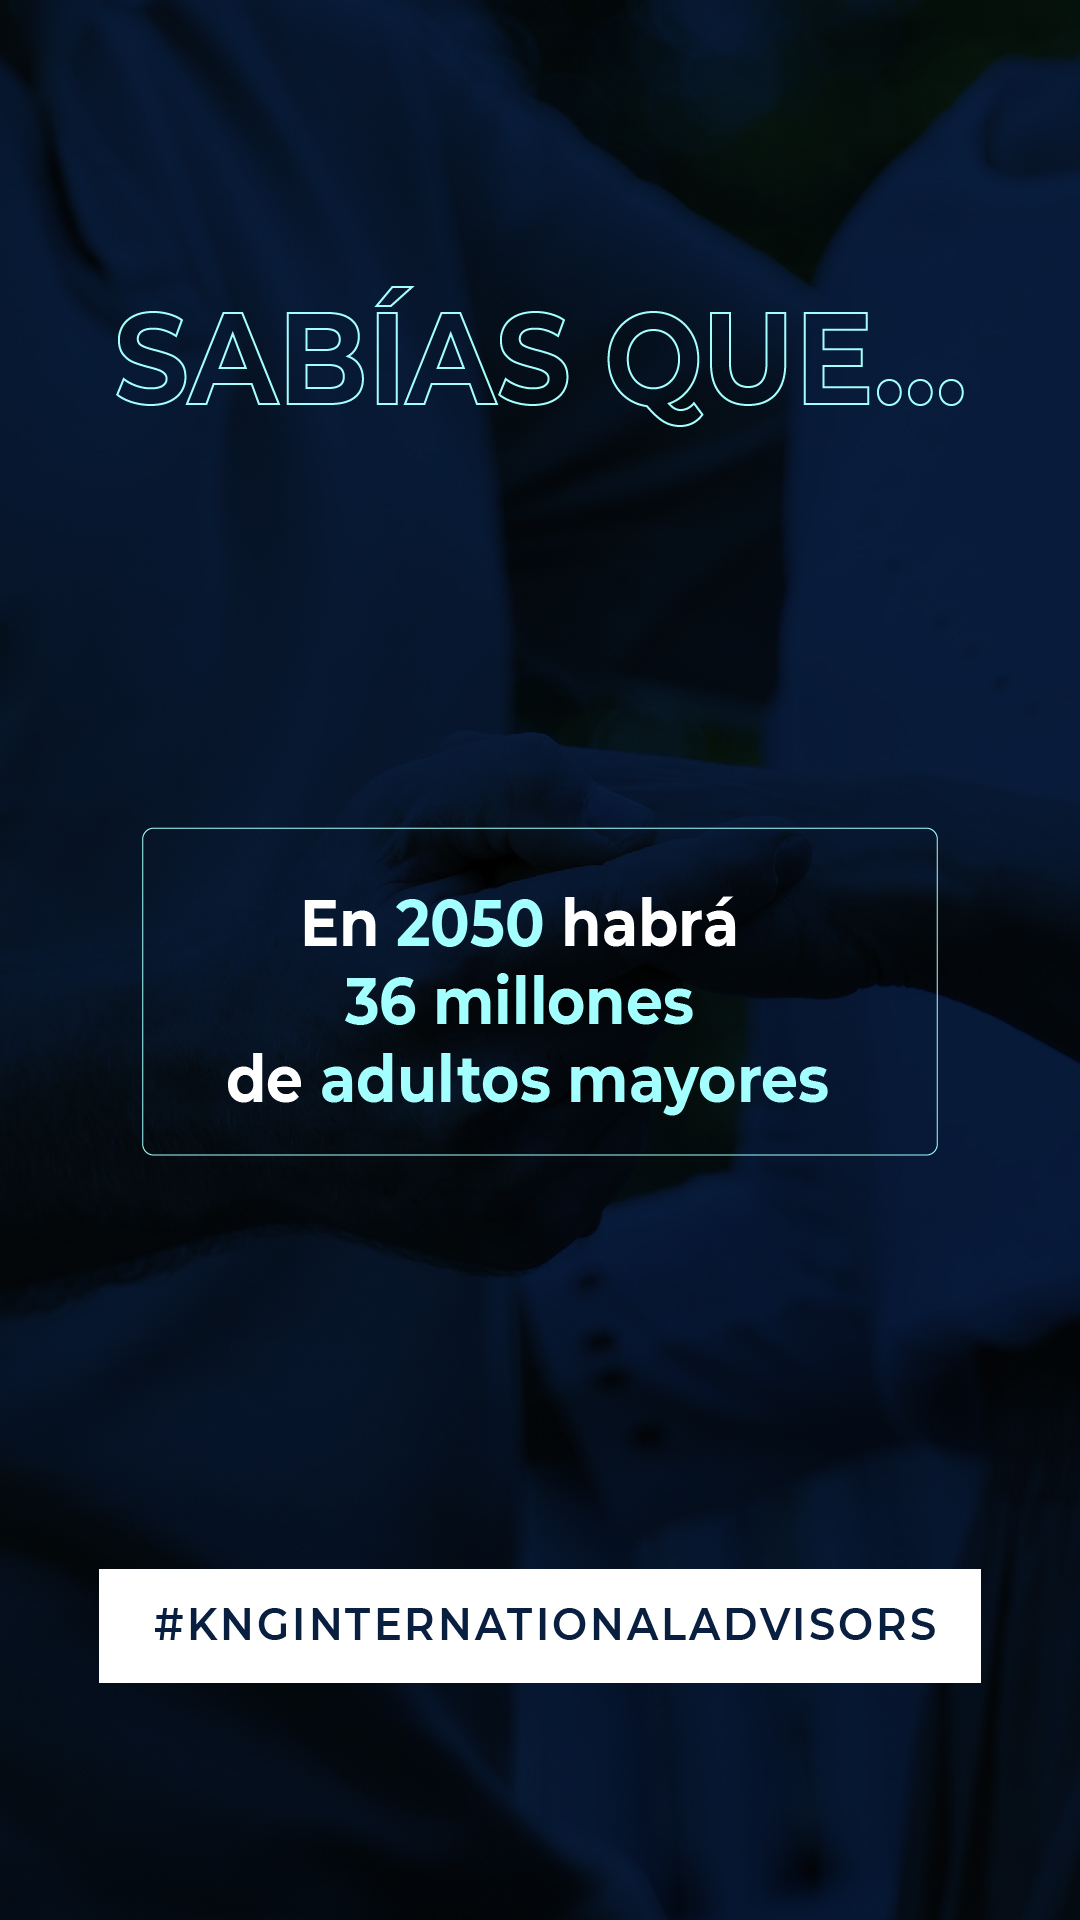 SABÍAS QUE...
En 2050 habrá
36 millones
de adultos mayores
#KNGINTERNATIONALADVISORS